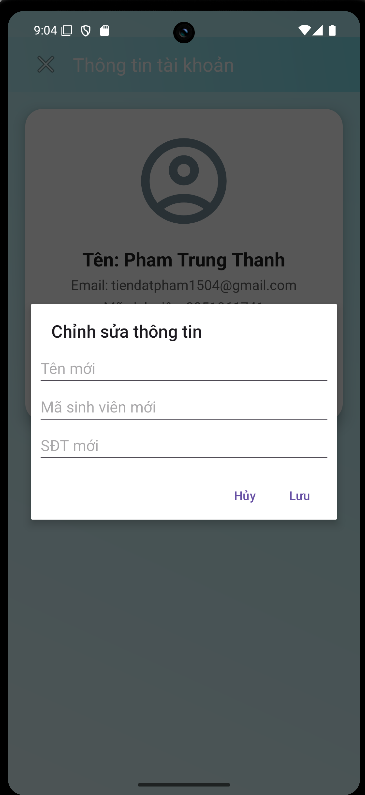 9:04
Thông tin tài khoản
Tên: Pham Trung Thanh
Email: tiendatpham1504@gmail.com
Chỉnh sửa thông tin
Tên mới
Mã sinh viên mới
SĐT mới
Hủy Lưu